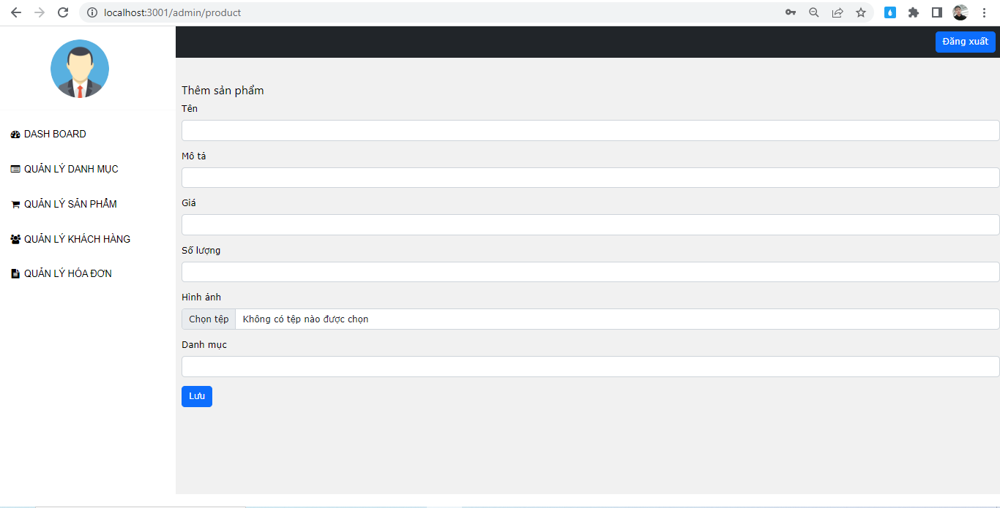 localhost:3001/admin/product
Đăng xuất
DASH BOARD
QUẢN LÝ DANH MỤC
QUẢN LÝ SẢN PHẨM
QUẢN LÝ KHÁCH HÀNG
QUẢN LÝ HÓA ĐƠN
Thêm sản phẩm
Tên
Mô tả
Giá
Số lượng
Hình ảnh
Chọn tệp Không có tệp nào được chọn
Danh mục
Lưu